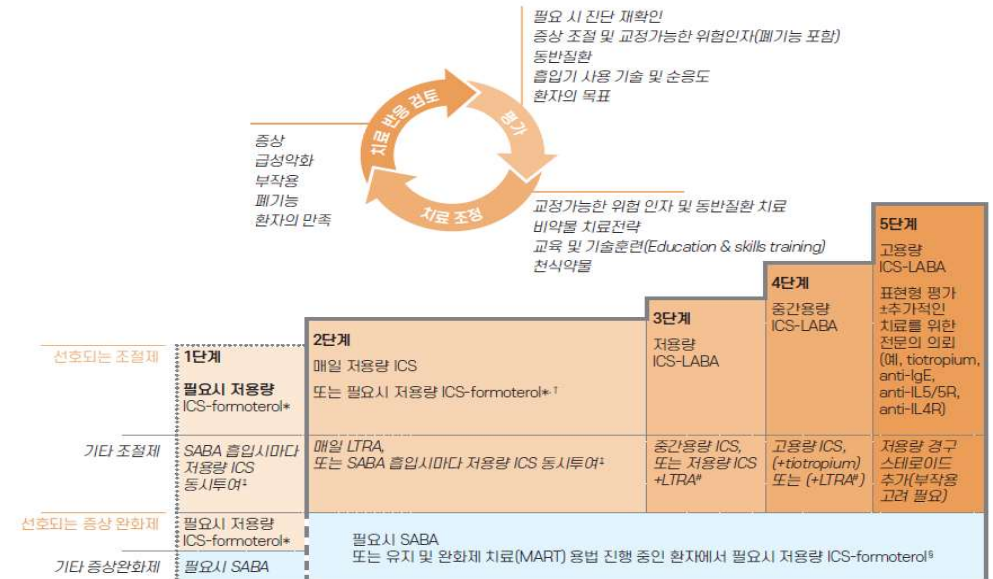 필요 시 진단 재확인
증상 조절 및 교정가능한 위험인자(폐기능 포함)
동반질환
흡입기 사용 기술 및 순응도
환자의 목표
치료 반응 검토
평가
치료 조정
증상
급성악화
부작용
폐기능
환자의 만족
교정가능한 위험 인자 및 동반질환 치료
비약물 치료전략
교육 및 기술훈련(Education & skills training)
천식약물
선호되는 조절제
1단계
필요시 저용량
ICS-formoterol*
2단계
매일 저용량 ICS
또는 필요시 저용량 ICS-formoterol*,†
3단계
저용량
ICS-LABA
4단계
중간용량
ICS-LABA
5단계
고용량
ICS-LABA
표현형 평가
±추가적인
치료를 위한
전문의 의뢰
(예, tiotropium,
anti-IgE,
anti-IL5/5R,
anti-IL4R)
기타 조절제
SABA 흡입시마다
저용량 ICS
동시투여‡
매일 LTRA,
또는 SABA 흡입시마다 저용량 ICS 동시투여‡
중간용량 ICS,
또는 저용량 ICS
+LTRA#
고용량 ICS,
(+tiotropium)
또는 (+LTRA#)
저용량 경구
스테로이드
추가(부작용
고려 필요)
선호되는 증상 완화제
필요시 저용량
ICS-formoterol*
필요시 SABA
또는 유지 및 완화제 치료(MART) 용법 진행 중인 환자에서 필요시 저용량 ICS-formoterol§
기타 증상완화제
필요시 SABA